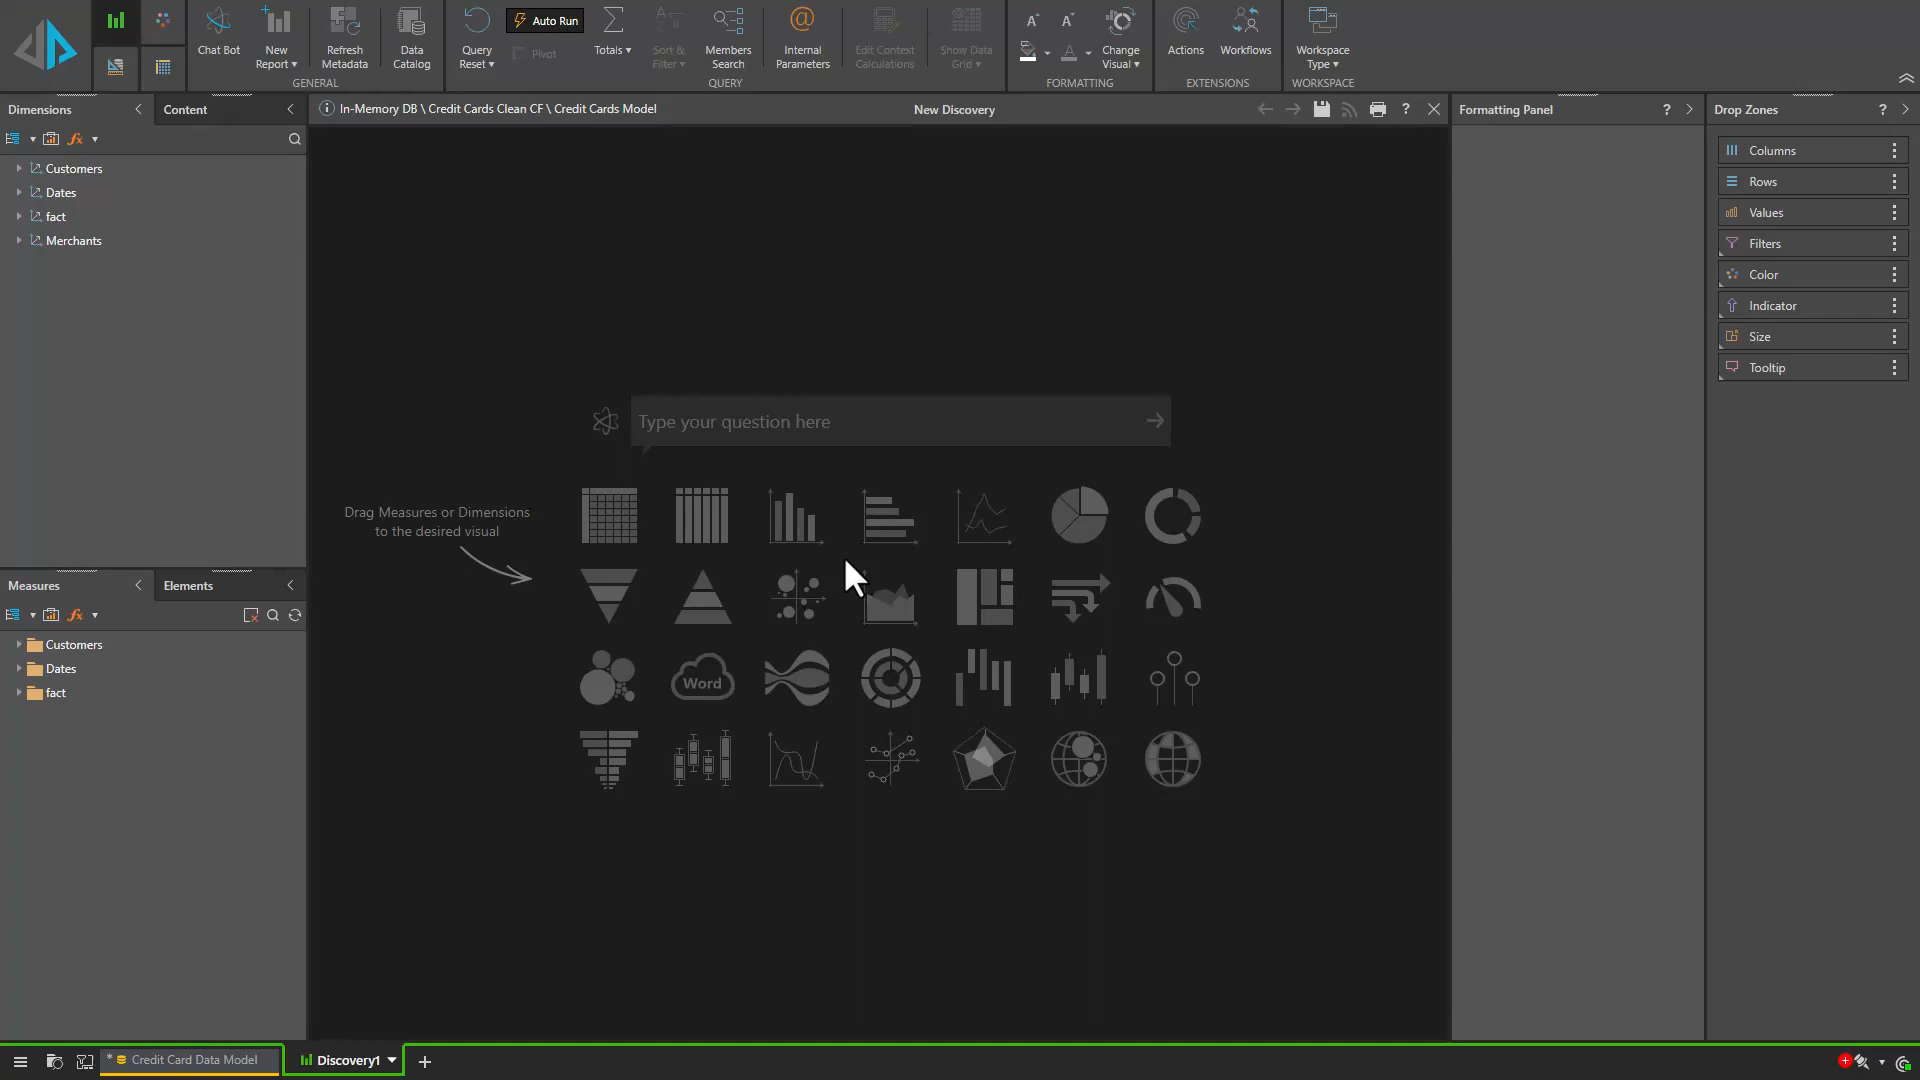 Chat Bot
New
Report
Refresh
Metadata
GENERAL
Data
Catalog
Query
Reset
Auto Run
Pivot
Totals
Sort &
Filter
Members
Search
QUERY
Internal
Parameters
Edit Context
Calculations
Show Data
Grid
Change
Visual
FORMATTING
Actions
Workflows
EXTENSIONS
Workspace
Type
WORKSPACE
Dimensions
Content
In-Memory DB \ Credit Cards Clean CF \ Credit Cards Model
New Discovery
Formatting Panel
Drop Zones
Customers
Dates
fact
Merchants
Columns
Rows
Values
Filters
Color
Indicator
Size
Tooltip
Type your question here
Drag Measures or Dimensions
to the desired visual
Word
Measures
Elements
Customers
Dates
fact
* Credit Card Data Model
Discovery1